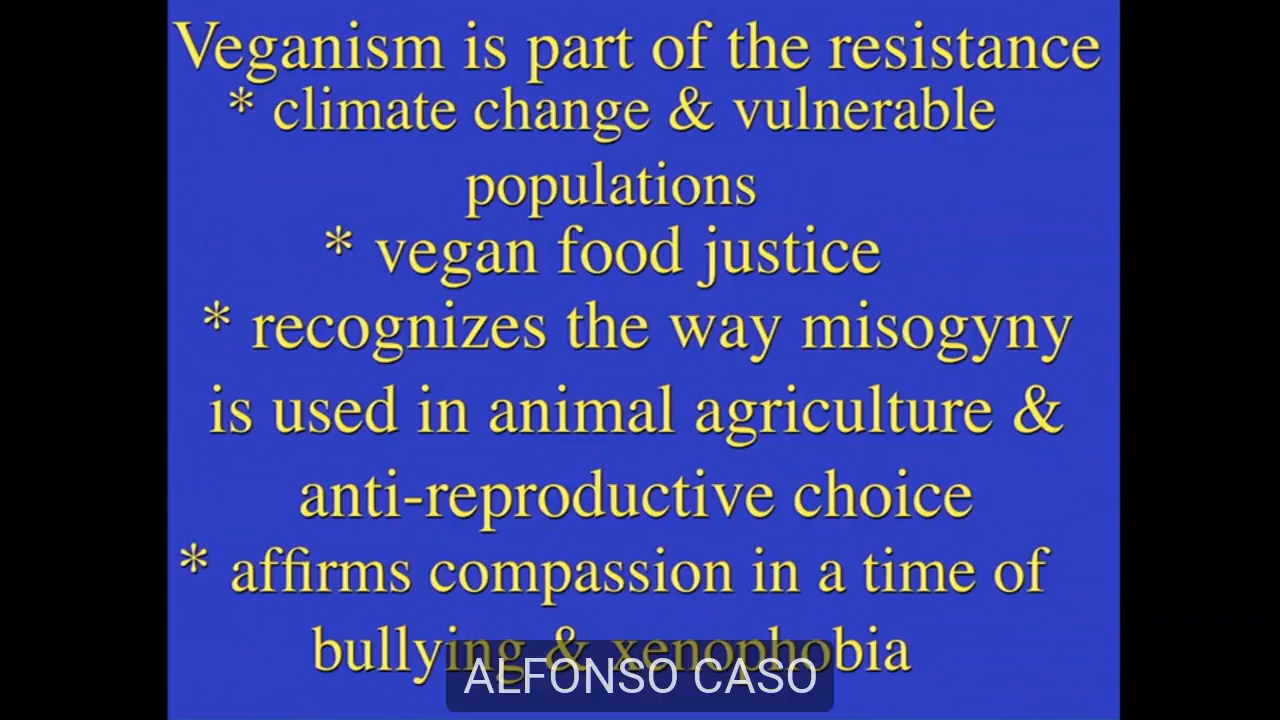 Veganism is part of the resistance
* climate change & vulnerable
populations
* vegan food justice
* recognizes the way misogyny
is used in animal agriculture &
anti-reproductive choice
* affirms compassion in a time of
bullying & xenophobia
ALFONSO CASO